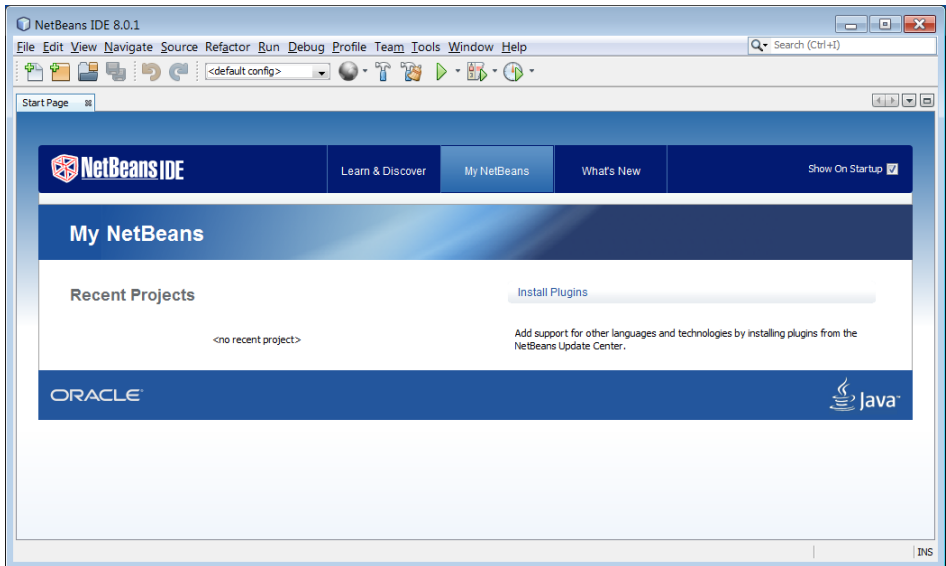 NetBeans IDE 8.0.1
File Edit View Navigate Source Refactor Run Debug Profile Team Tools Window Help
Search (Ctrl+I)
<default config>
Start Page
NetBeans IDE
Learn & Discover
My NetBeans
What's New
Show On Startup
My NetBeans
Recent Projects
Install Plugins
<no recent project>
Add support for other languages and technologies by installing plugins from the
NetBeans Update Center.
ORACLE
Java™
INS